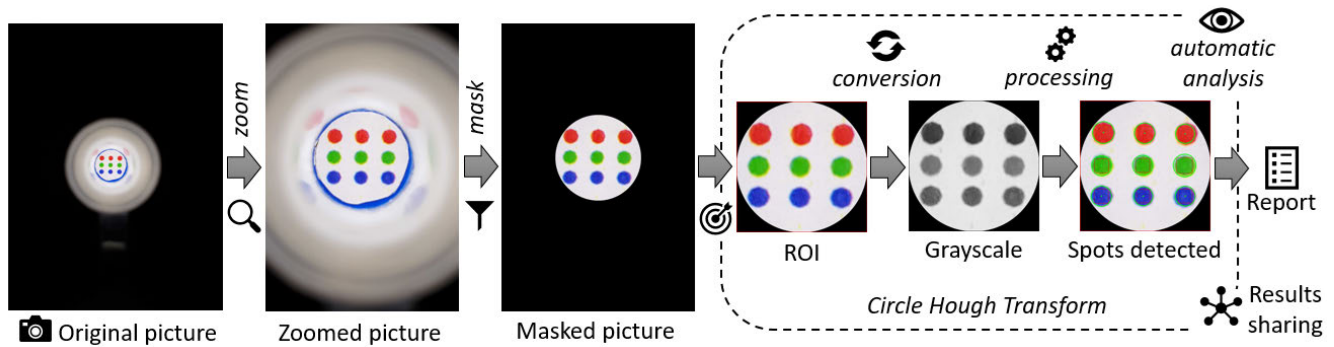 zoom
mask
conversion
processing
automatic
analysis
ROI
Grayscale
Spots detected
Report
Circle Hough Transform
Results
sharing
Original picture
Zoomed picture
Masked picture